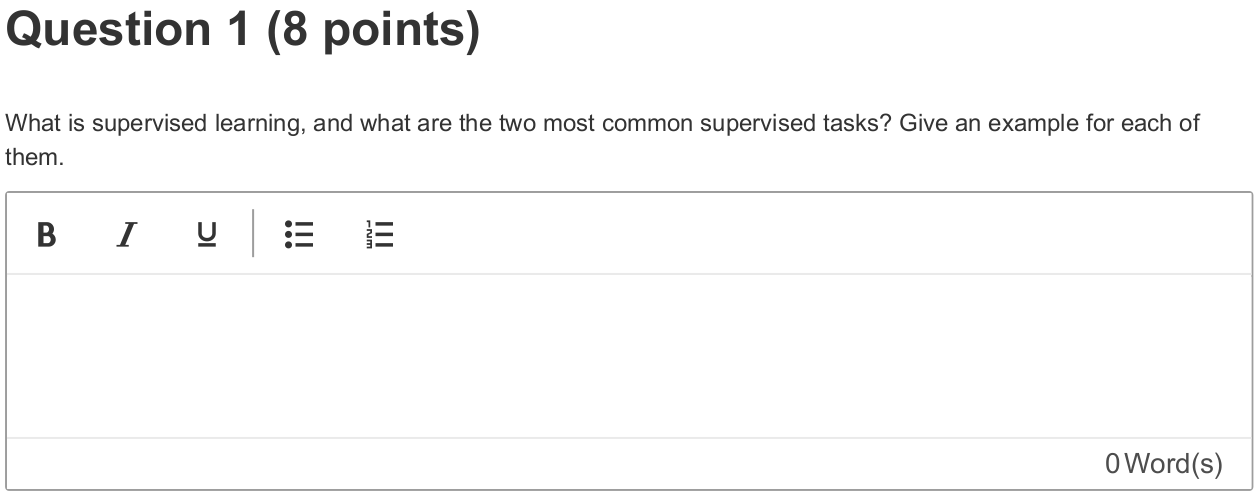 Question 1 (8 points)
What is supervised learning, and what are the two most common supervised tasks? Give an example for each of
them.
B I U
0 Word(s)